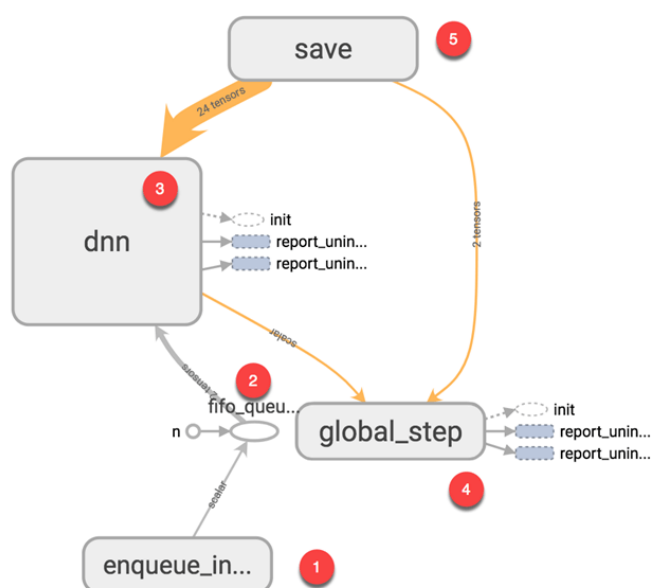 save
5
24 tensors
3
dnn
init
report_unin...
report_unin...
2 tensors
scalar
2
2 tensors
fifo_queu...
n
global_step
init
report_unin...
report_unin...
4
scalar
enqueue_in...
1